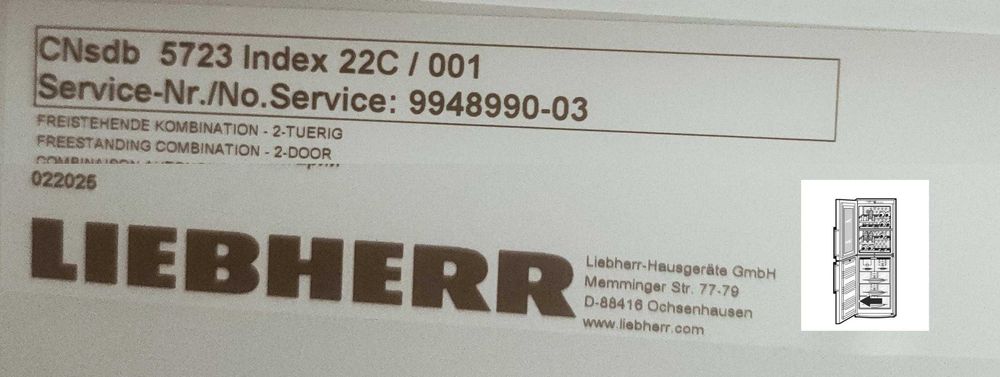 CNsdb 5723 Index 22C / 001
Service-Nr./No.Service: 9948990-03
FREISTEHENDE KOMBINATION - 2-TUERIG
FREESTANDING COMBINATION - 2-DOOR
022025
LIEBHERR
Liebherr-Hausgeräte GmbH
Memminger Str. 77-79
D-88416 Ochsenhausen
www.liebherr.com